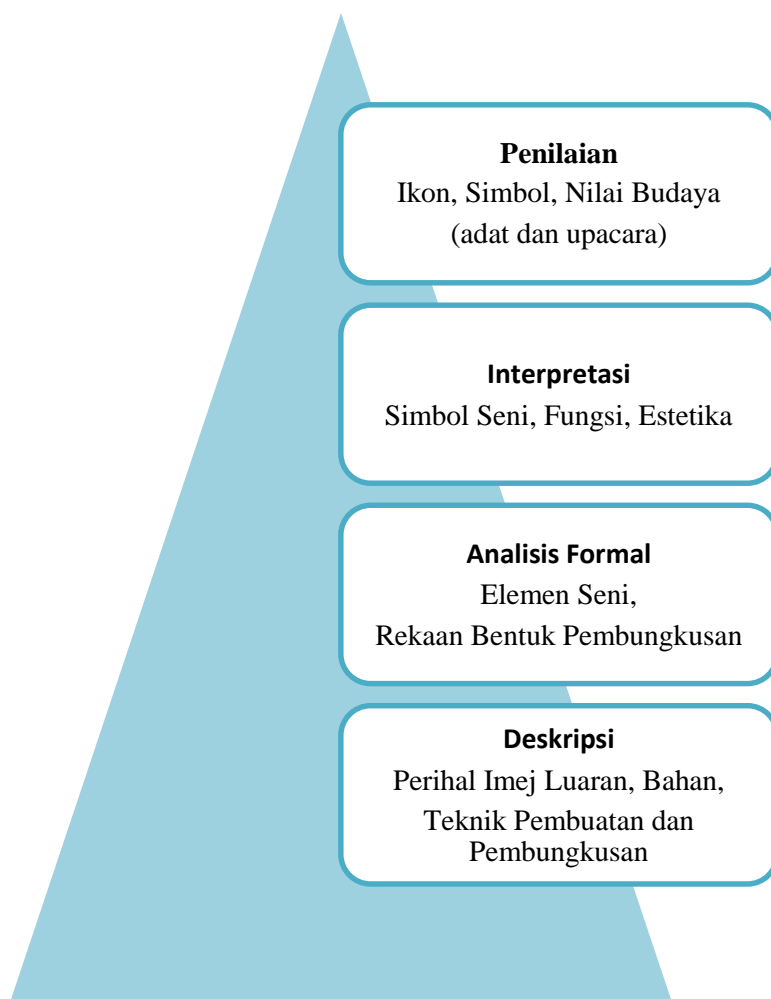 Penilaian
Ikon, Simbol, Nilai Budaya
(adat dan upacara)
Interpretasi
Simbol Seni, Fungsi, Estetika
Analisis Formal
Elemen Seni,
Rekaan Bentuk Pembungkusan
Deskripsi
Perihal Imej Luaran, Bahan,
Teknik Pembuatan dan
Pembungkusan